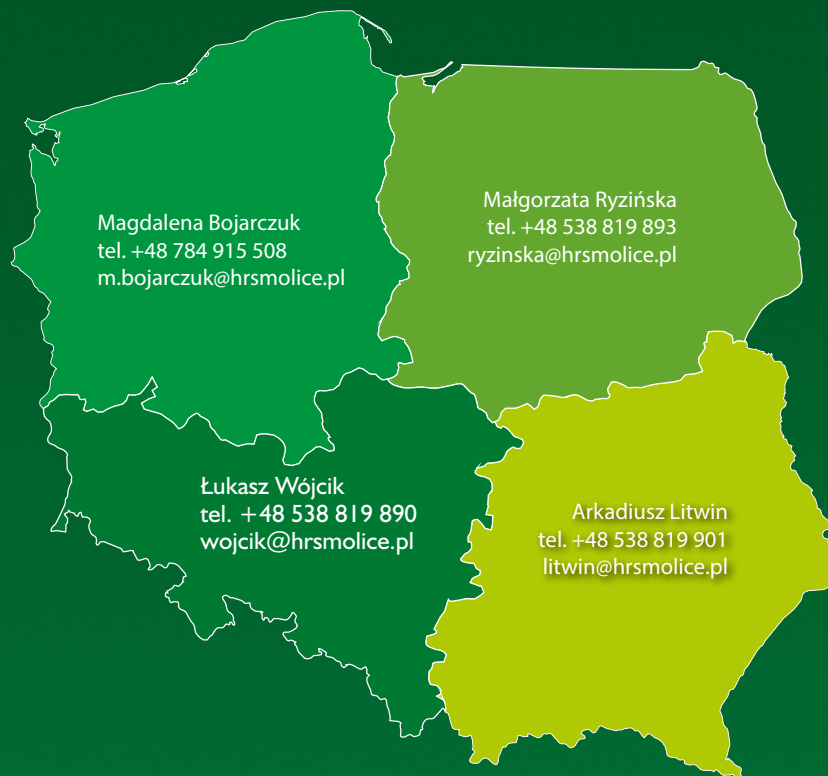 Magdalena Bojarczuk
tel. +48 784 915 508
m.bojarczuk@hrsmolice.pl
Małgorzata Ryzińska
tel. +48 538 819 893
ryzinska@hrsmolice.pl
Łukasz Wójcik
tel. +48 538 819 890
wojcik@hrsmolice.pl
Arkadiusz Litwin
tel. +48 538 819 901
litwin@hrsmolice.pl